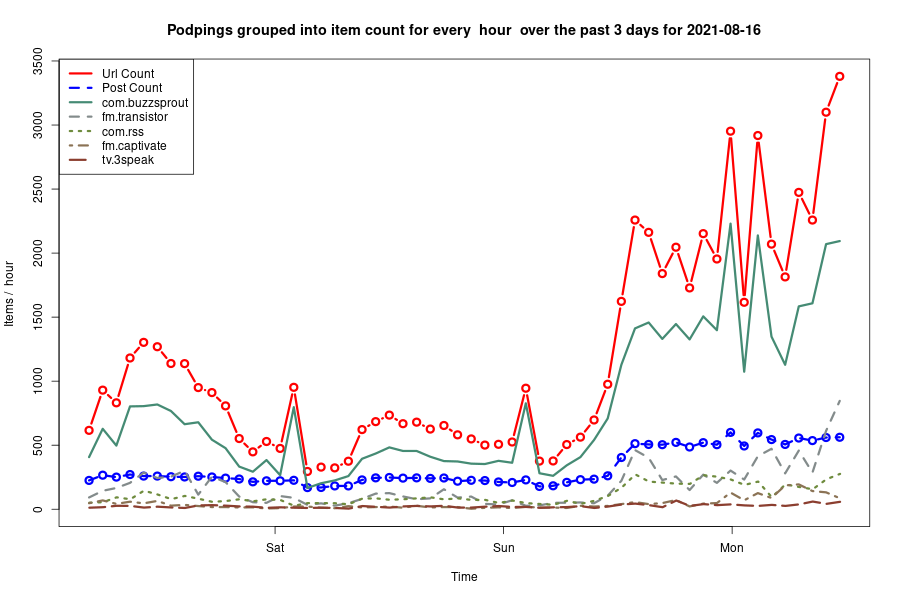 Podpings grouped into item count for every  hour  over the past 3 days for 2021-08-16
Url Count
Post Count
com.buzzsprout
fm.transistor
com.rss
fm.captivate
tv.3speak
3500
3000
2500
2000
1500
1000
500
0
Items /  hour
Sat
Sun
Mon
Time